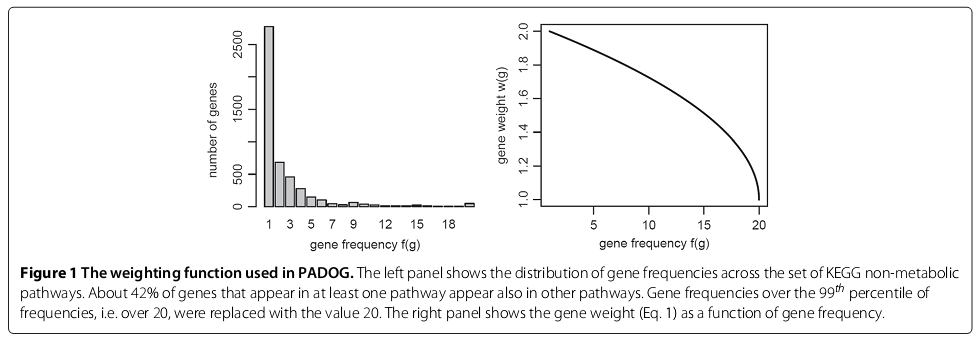 number of genes
2500
1500
500
0
1 3 5 7 9 12 15 18
gene frequency f(g)
gene weight w(g)
2.0
1.8
1.6
1.4
1.2
1.0
5 10 15 20
gene frequency f(g)
Figure 1 The weighting function used in PADOG. The left panel shows the distribution of gene frequencies across the set of KEGG non-metabolic
pathways. About 42% of genes that appear in at least one pathway appear also in other pathways. Gene frequencies over the 99th percentile of
frequencies, i.e. over 20, were replaced with the value 20. The right panel shows the gene weight (Eq. 1) as a function of gene frequency.